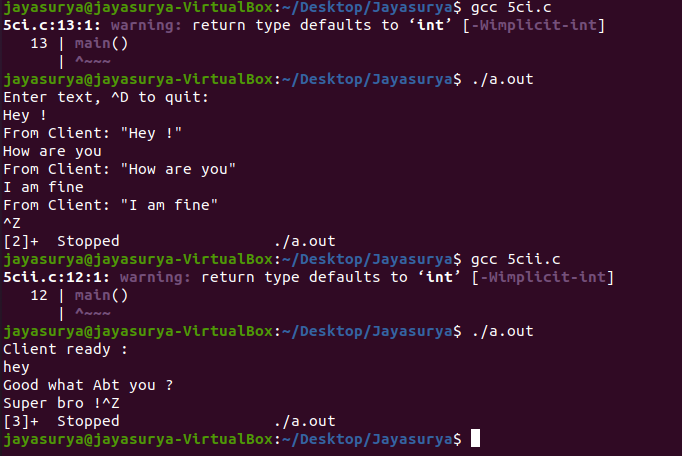 jayasurya@jayasurya-VirtualBox:~/Desktop/Jayasurya$ gcc 5ci.c
5ci.c:13:1: warning: return type defaults to ‘int’ [-Wimplicit-int]
   13 | main()
      | ^~~~
jayasurya@jayasurya-VirtualBox:~/Desktop/Jayasurya$ ./a.out
Enter text, ^D to quit:
Hey !
From Client: "Hey !"
How are you
From Client: "How are you"
I am fine
From Client: "I am fine"
^Z
[2]+  Stopped                 ./a.out
jayasurya@jayasurya-VirtualBox:~/Desktop/Jayasurya$ gcc 5cii.c
5cii.c:12:1: warning: return type defaults to ‘int’ [-Wimplicit-int]
   12 | main()
      | ^~~~
jayasurya@jayasurya-VirtualBox:~/Desktop/Jayasurya$ ./a.out
Client ready :
hey
Good what Abt you ?
Super bro !^Z
[3]+  Stopped                 ./a.out
jayasurya@jayasurya-VirtualBox:~/Desktop/Jayasurya$